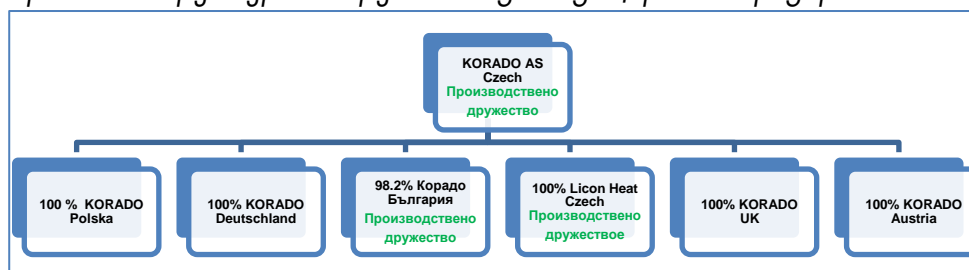 KORADO AS
Czech
Производствено
дружество
100 % KORADO
Polska
100% KORADO
Deutschland
98.2% Корадо
България
Производствено
дружество
100% Licon Heat
Czech
Производствено
дружествое
100% KORADO
UK
100% KORADO
Austria